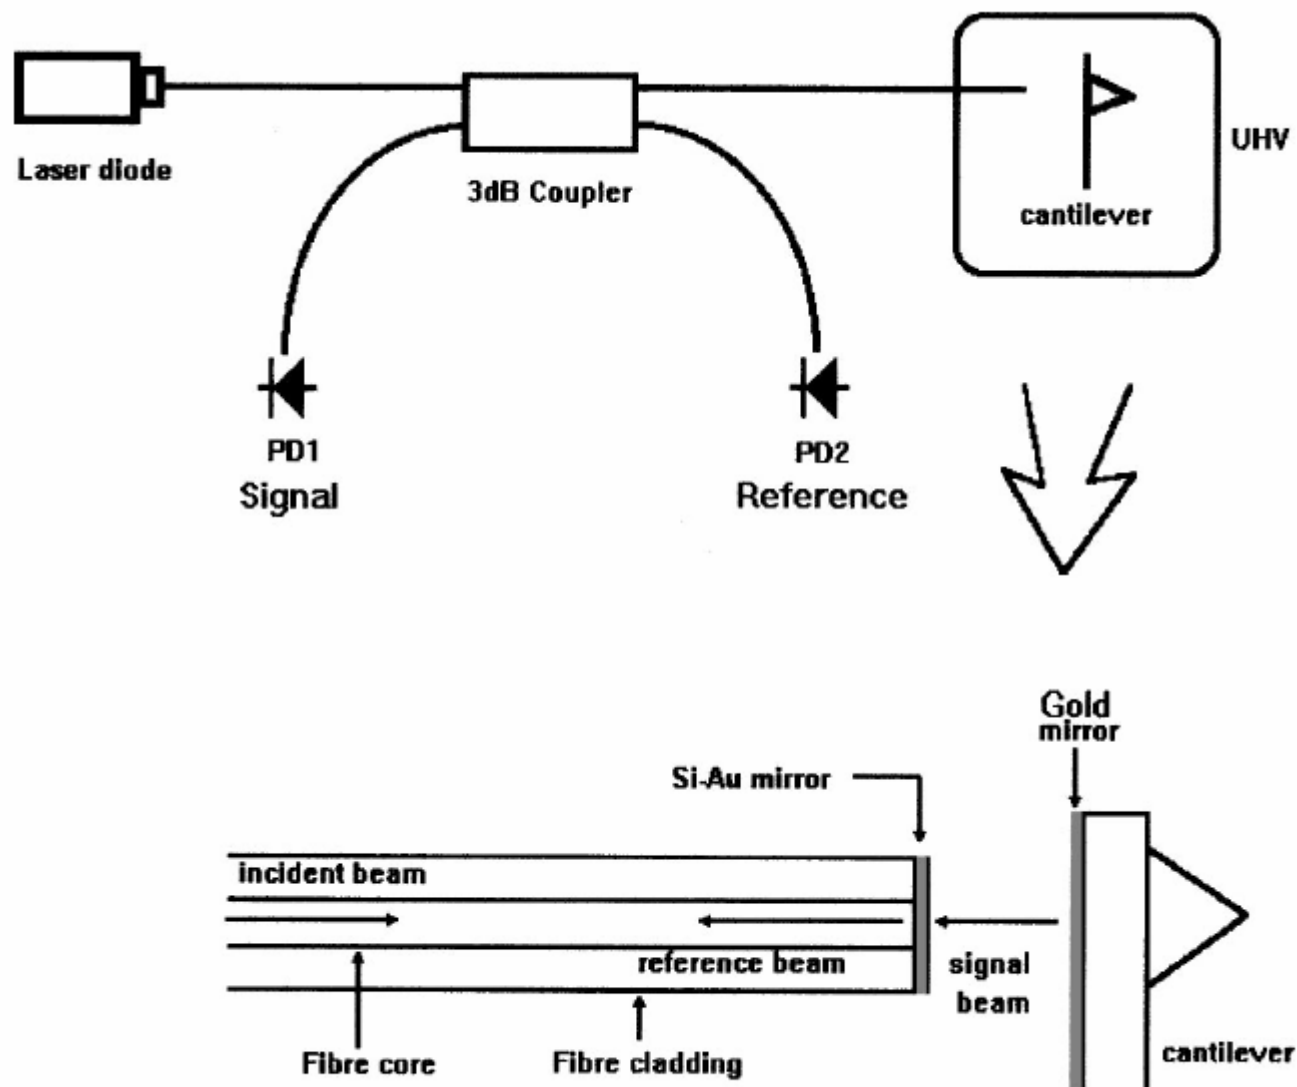 Laser diode
3dB Coupler
UHV
cantilever
PD1
Signal
PD2
Reference
Gold
mirror
Si-Au mirror
incident beam
reference beam
signal
beam
Fibre core
Fibre cladding
cantilever